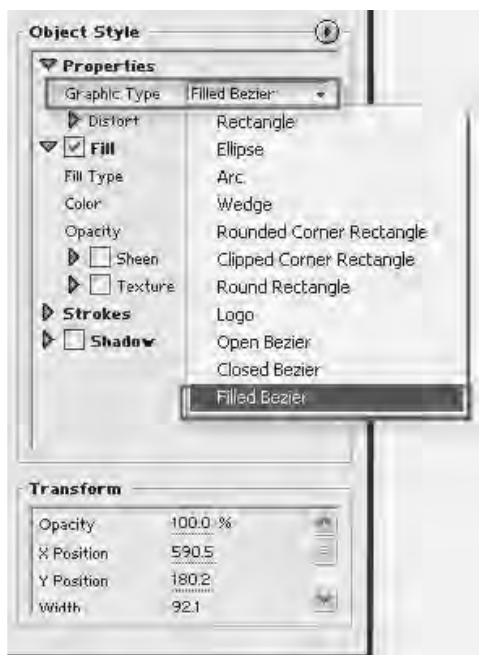 Object Style
Properties
Graphic Type Filled Bezier
Distort Rectangle
Fill Ellipse
Fill Type Arc
Color Wedge
Opacity Rounded Corner Rectangle
Sheen Clipped Corner Rectangle
Texture Round Rectangle
Strokes Logo
Shadow Open Bezier
Closed Bezier
Filled Bezier
Transform
Opacity 100.0 %
X Position 590.5
Y Position 180.2
Width 92.1